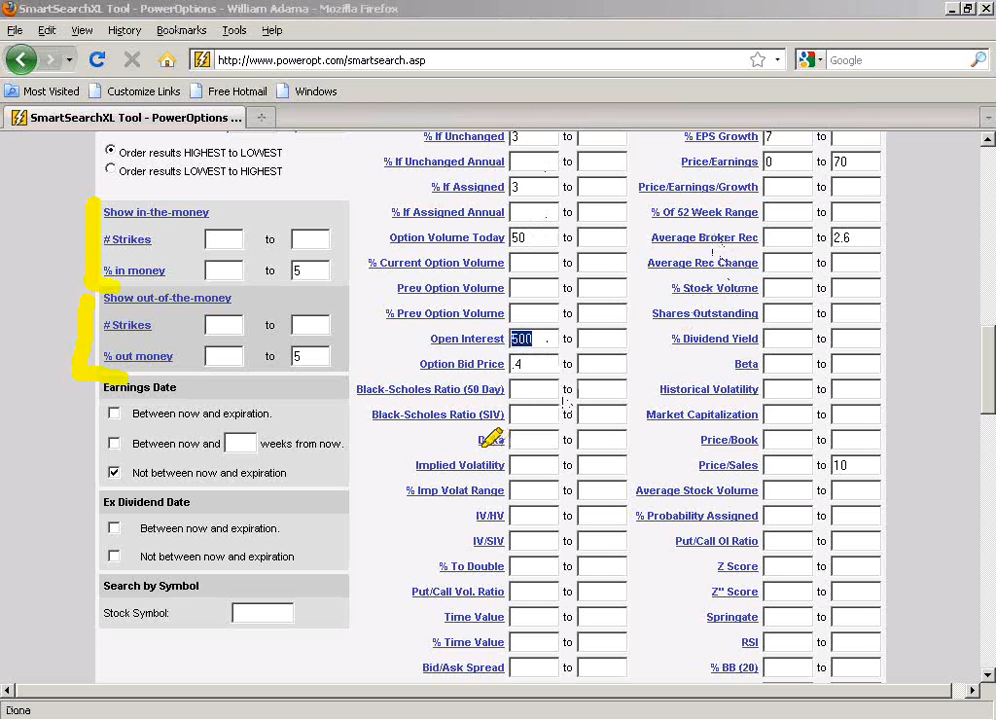 SmartSearchXL Tool - PowerOptions - William Adama - Mozilla Firefox
File Edit View History Bookmarks Tools Help
http://www.poweropt.com/smartsearch.asp
Google
Most Visited Customize Links Free Hotmail Windows
SmartSearchXL Tool - PowerOptions - ...
% If Unchanged 3 to
% EPS Growth 7 to
Order results HIGHEST to LOWEST
% If Unchanged Annual to
Price/Earnings 0 to 70
Order results LOWEST to HIGHEST
% If Assigned 3 to
Price/Earnings/Growth to
Show in-the-money
% If Assigned Annual to
% Of 52 Week Range to
# Strikes to
Option Volume Today 50 to
Average Broker Rec to 2.6
% Current Option Volume to
Average Rec Change to
% in money to 5
Prev Option Volume to
% Stock Volume to
Show out-of-the-money
% Prev Option Volume to
Shares Outstanding to
# Strikes to
Open Interest 500 to
% Dividend Yield to
% out money to 5
Option Bid Price .4 to
Beta to
Earnings Date
Black-Scholes Ratio (50 Day) to
Historical Volatility to
Between now and expiration.
Black-Scholes Ratio (SIV) to
Market Capitalization to
Between now and weeks from now.
to
Price/Book to
Not between now and expiration
Implied Volatility to
Price/Sales to 10
% Imp Volat Range to
Average Stock Volume to
Ex Dividend Date
IV/HV to
% Probability Assigned to
Between now and expiration.
IV/SIV to
Put/Call OI Ratio to
Not between now and expiration
% To Double to
Z Score to
Search by Symbol
Put/Call Vol. Ratio to
Z" Score to
Stock Symbol:
Time Value to
Springate to
% Time Value to
RSI to
Bid/Ask Spread to
% BB (20) to
Done